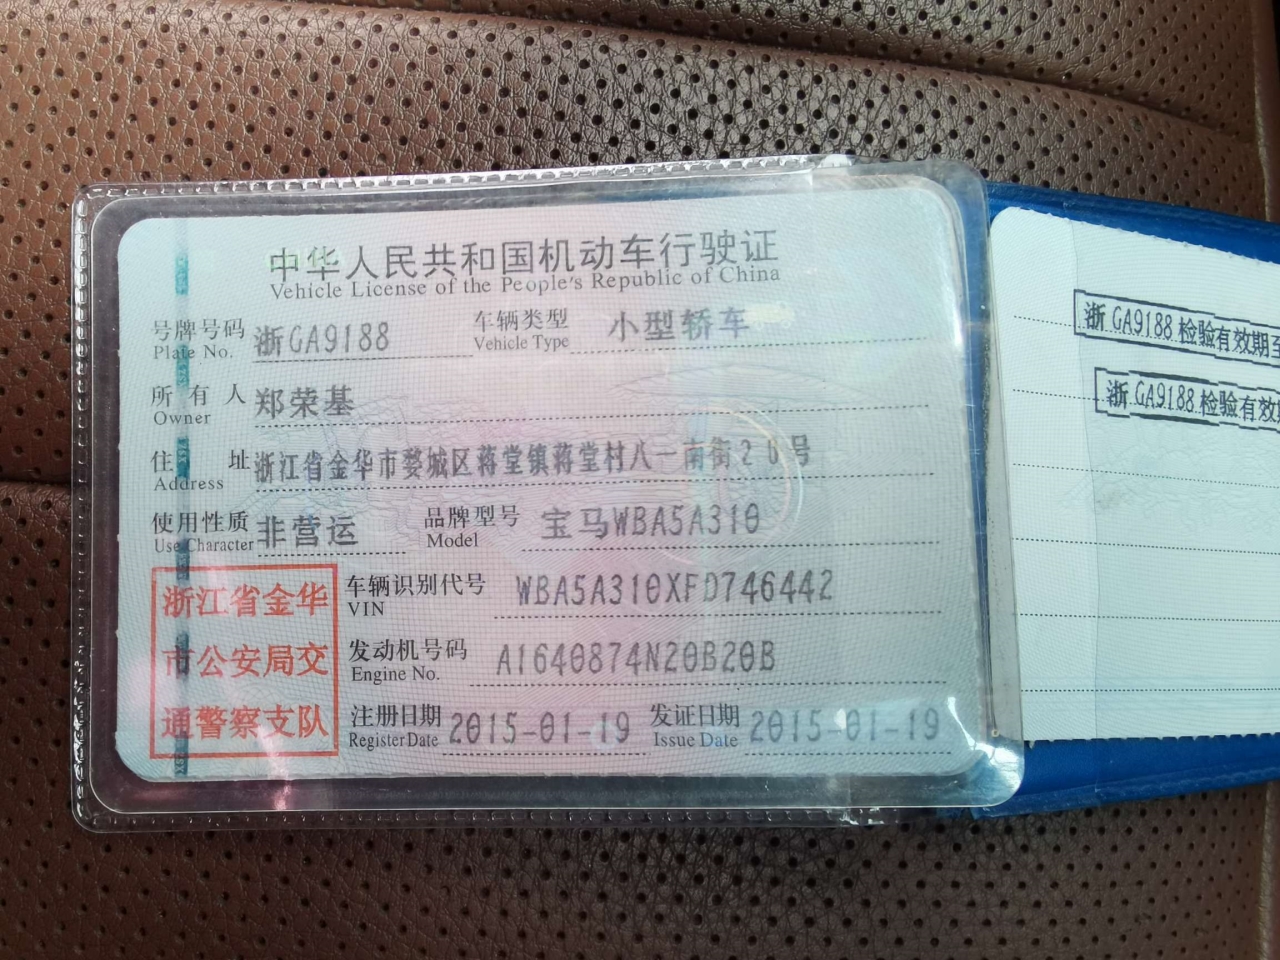 中华人民共和国机动车行驶证
Vehicle License of the People's Republic of China
号牌号码 浙GA9188 车辆类型 小型轿车
Plate No. Vehicle Type
所有人 郑荣基
Owner
住址 浙江省金华市婺城区蒋堂镇蒋堂村八一南街26号
Address
使用性质 非营运 品牌型号 宝马WBA5A310
Use Character Model
浙江省金华
市公安局交
通警察支队
车辆识别代号 WBA5A310XFD746442
VIN
发动机号码 A1640874N20B20B
Engine No.
注册日期 2015-01-19 发证日期 2015-01-19
Register Date Issue Date
浙GA9188检验有效期至
浙GA9188检验有效